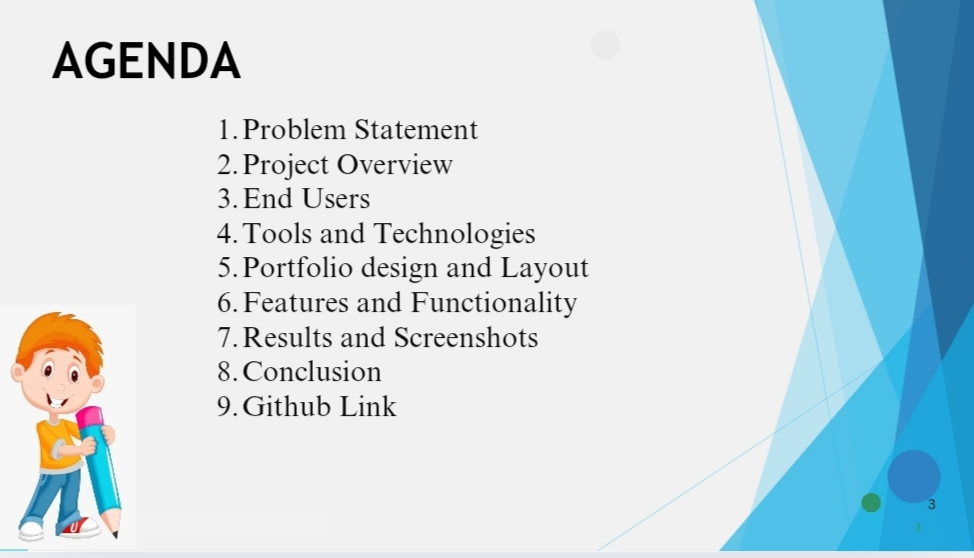 AGENDA
1. Problem Statement
2. Project Overview
3. End Users
4. Tools and Technologies
5. Portfolio design and Layout
6. Features and Functionality
7. Results and Screenshots
8. Conclusion
9. Github Link
3